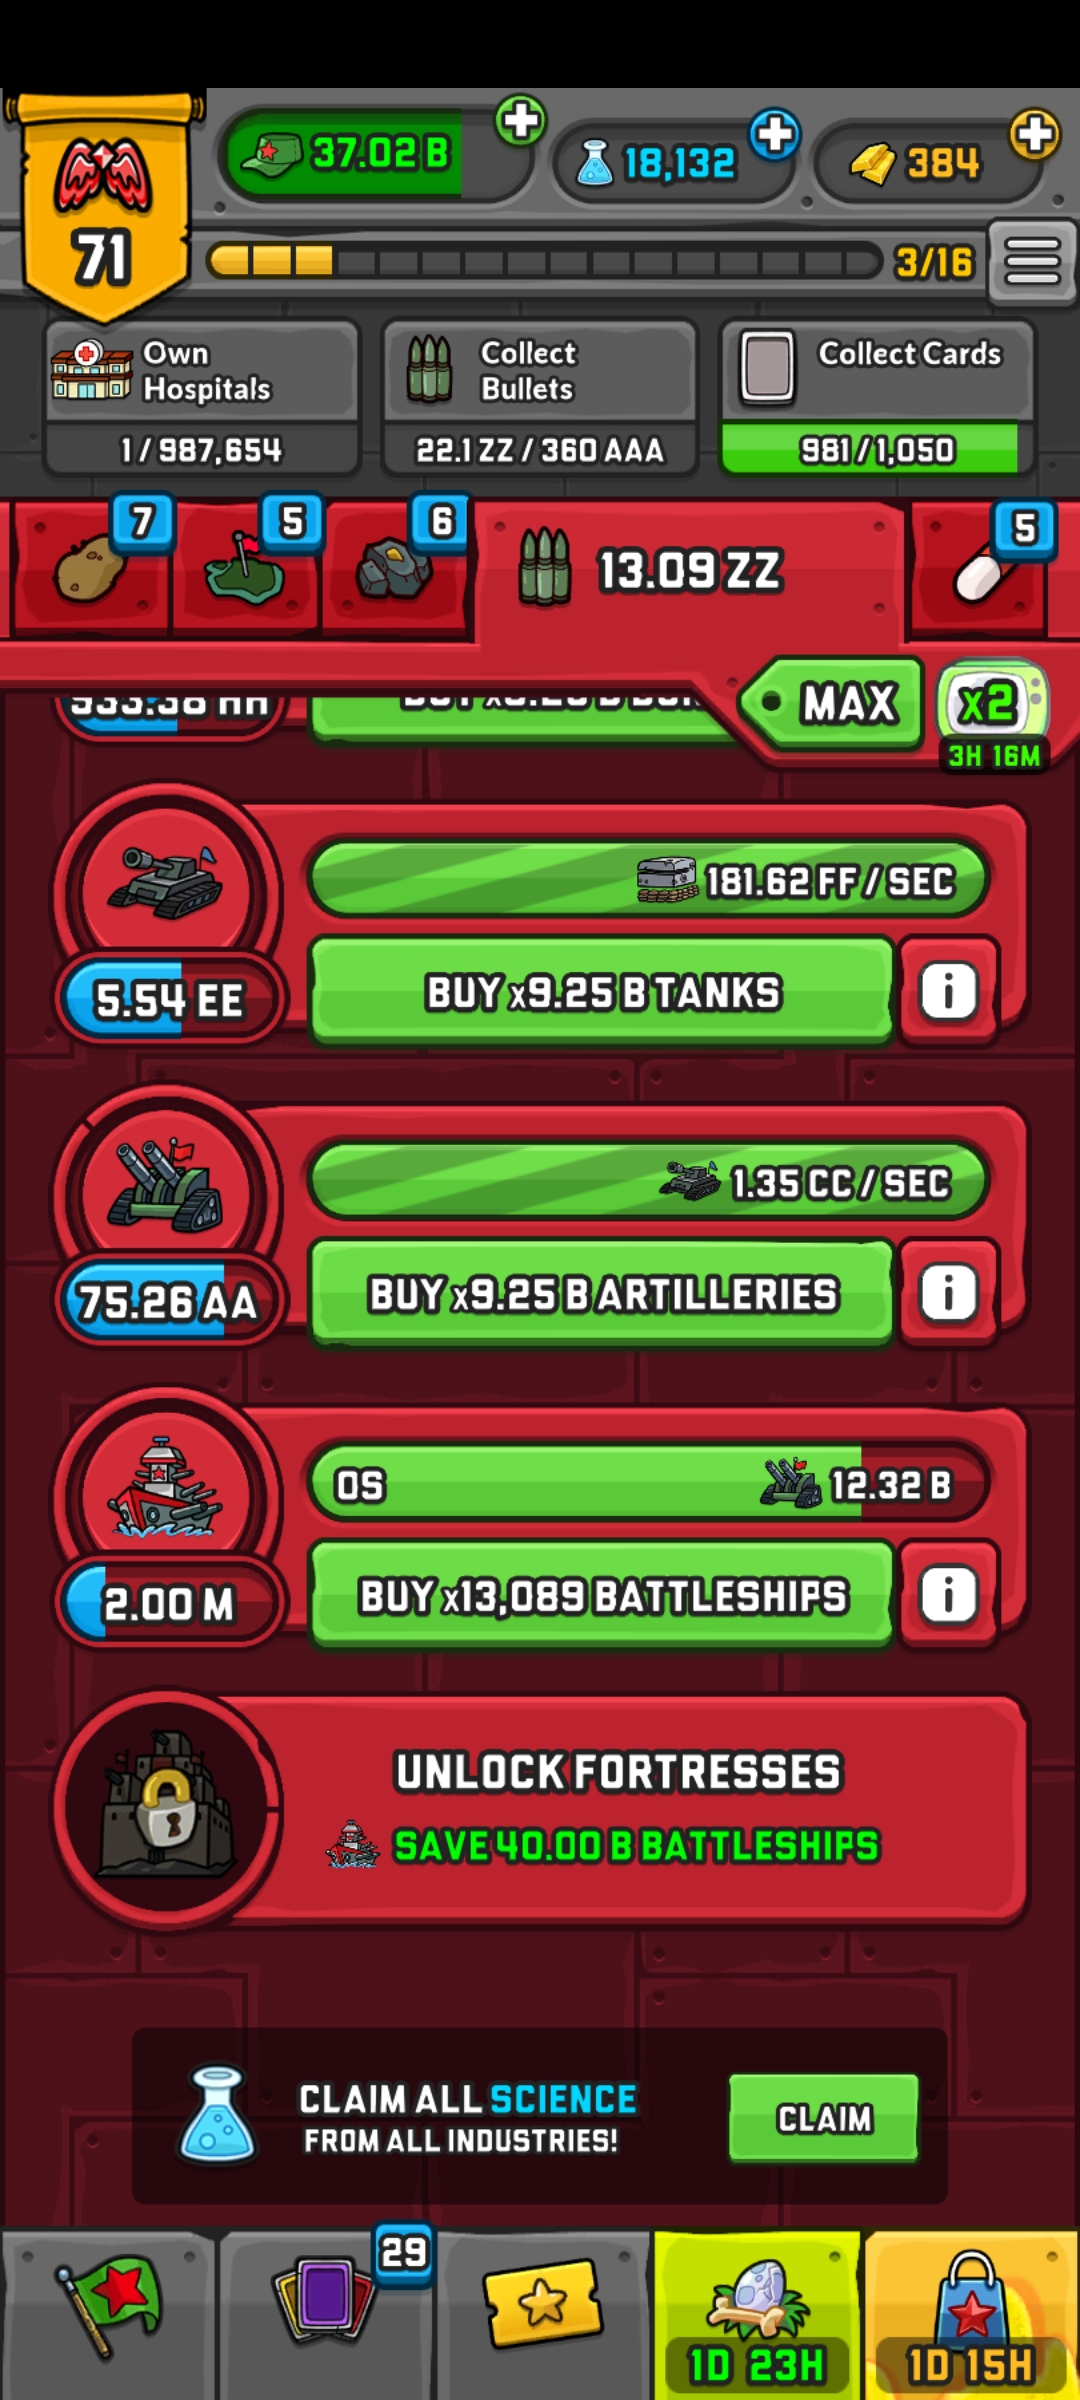 37.02 B
18,132
384
71
3/16
Own
Hospitals
1/987,654
Collect
Bullets
22.1 ZZ/360 AAA
Collect Cards
981/1,050
7
5
6
13.09 ZZ
5
MAX
x2
3H 16M
933.38 HH
181.62 FF/SEC
5.54 EE
BUY x9.25 B TANKS
i
1.35 CC/SEC
75.26 AA
BUY x9.25 B ARTILLERIES
i
0S
12.32 B
2.00 M
BUY x13,089 BATTLESHIPS
i
UNLOCK FORTRESSES
SAVE 40.00 B BATTLESHIPS
CLAIM ALL SCIENCE
FROM ALL INDUSTRIES!
CLAIM
29
1D 23H
1D 15H